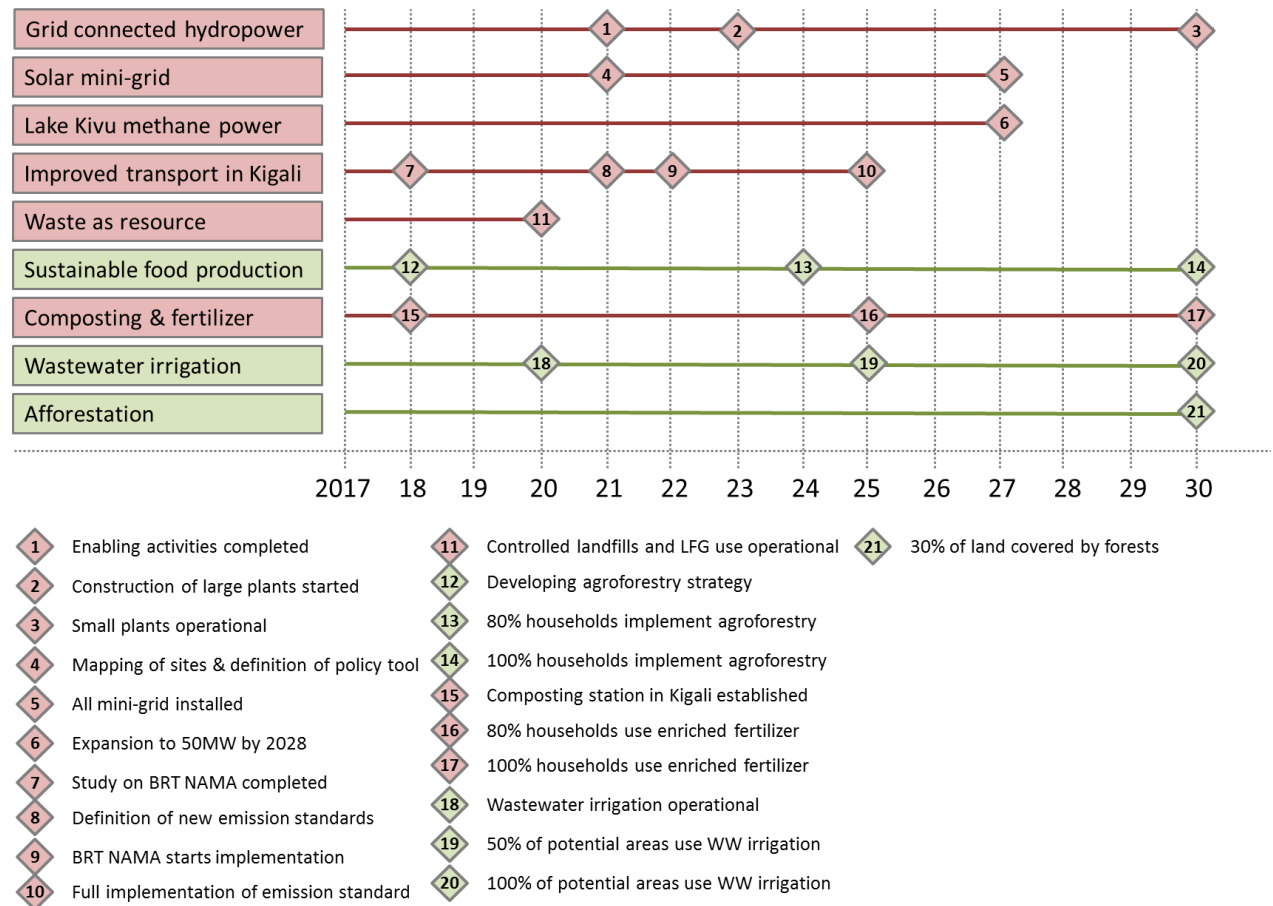 Grid connected hydropower
1
2
3
Solar mini-grid
4
5
Lake Kivu methane power
6
Improved transport in Kigali
7
8
9
10
Waste as resource
11
Sustainable food production
12
13
14
Composting & fertilizer
15
16
17
Wastewater irrigation
18
19
20
Afforestation
21
2017 18 19 20 21 22 23 24 25 26 27 28 29 30
1 Enabling activities completed
2 Construction of large plants started
3 Small plants operational
4 Mapping of sites & definition of policy tool
5 All mini-grid installed
6 Expansion to 50MW by 2028
7 Study on BRT NAMA completed
8 Definition of new emission standards
9 BRT NAMA starts implementation
10 Full implementation of emission standard
11 Controlled landfills and LFG use operational
12 Developing agroforestry strategy
13 80% households implement agroforestry
14 100% households implement agroforestry
15 Composting station in Kigali established
16 80% households use enriched fertilizer
17 100% households use enriched fertilizer
18 Wastewater irrigation operational
19 50% of potential areas use WW irrigation
20 100% of potential areas use WW irrigation
21 30% of land covered by forests